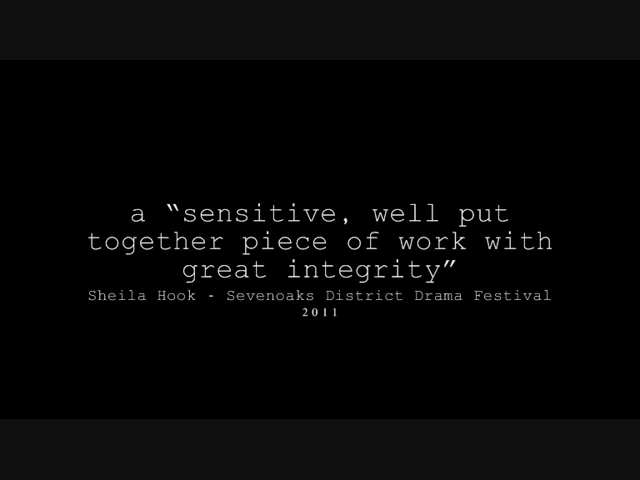 a “sensitive, well put
together piece of work with
great integrity”
Sheila Hook - Sevenoaks District Drama Festival
2011